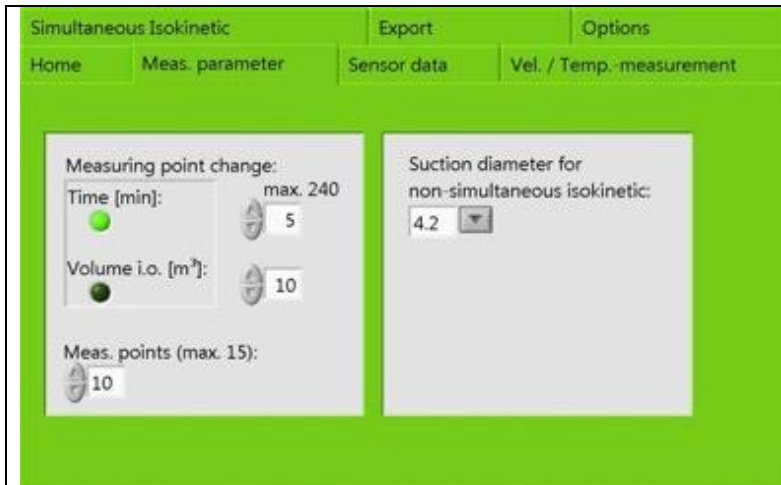 Simultaneous Isokinetic Export Options
Home Meas. parameter Sensor data Vel. / Temp. measurement
Measuring point change:
Time [min]: max. 240
5
Volume i.o. [m³]:
10
Meas. points (max. 15):
10
Suction diameter for
non-simultaneous isokinetic:
4.2